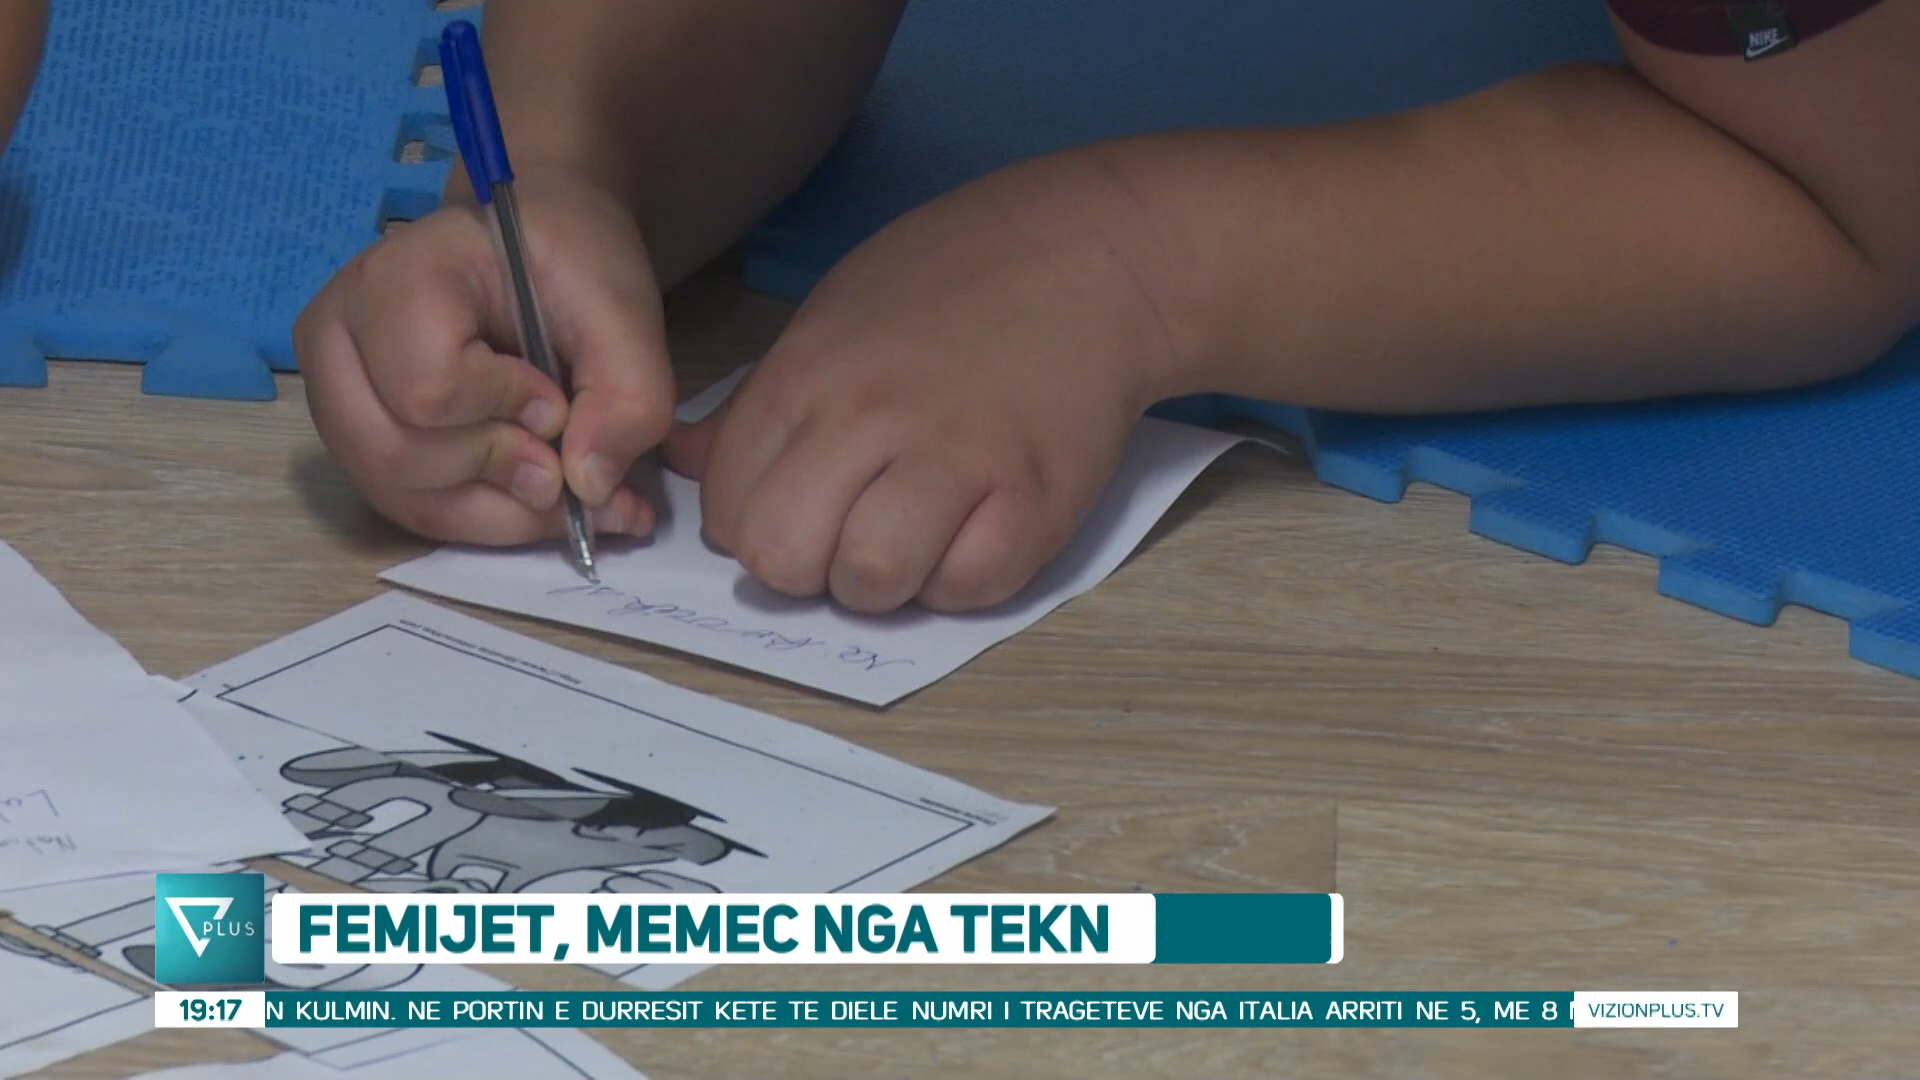 NIKE
PLUS
FEMIJET, MEMEC NGA TEKN
19:17
N KULMIN. NE PORTIN E DURRESIT KETE TE DIELE NUMRI I TRAGETEVE NGA ITALIA ARRITI NE 5, ME 8
VIZIONPLUS.TV